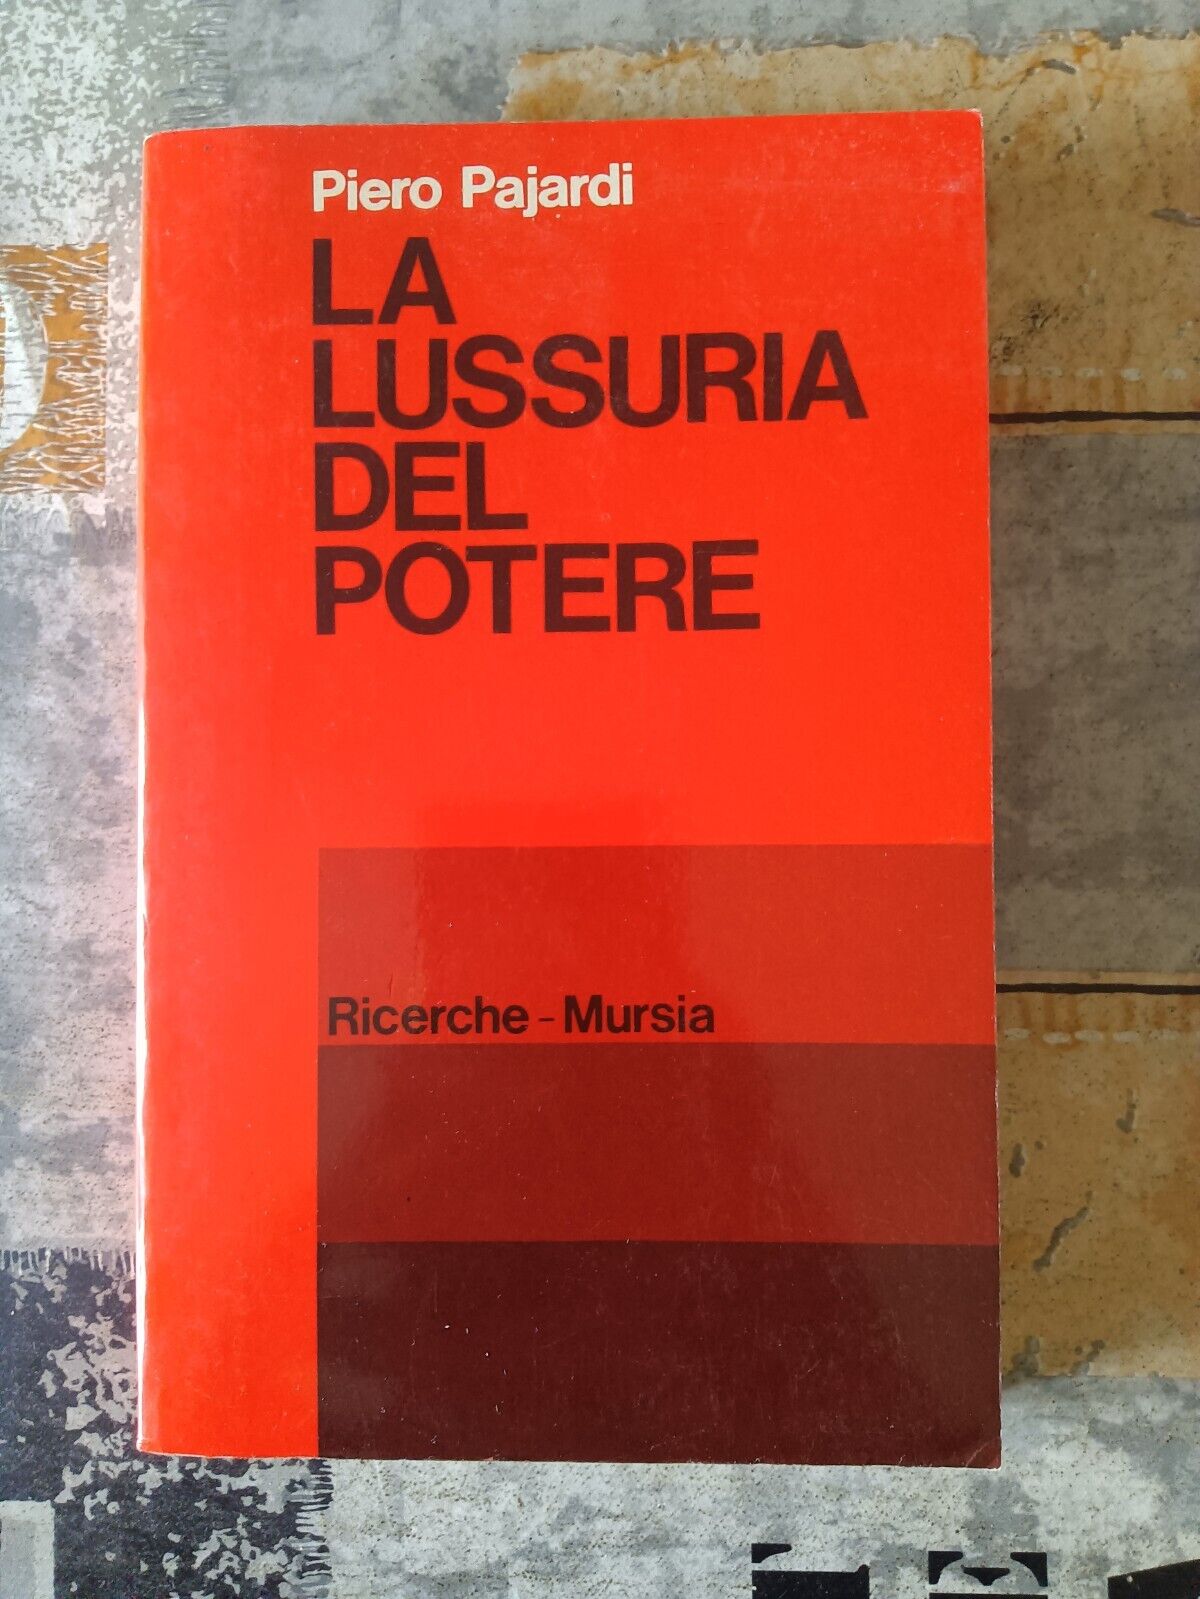 Piero Pajardi
LA
LUSSURIA
DEL
POTERE
Ricerche - Mursia